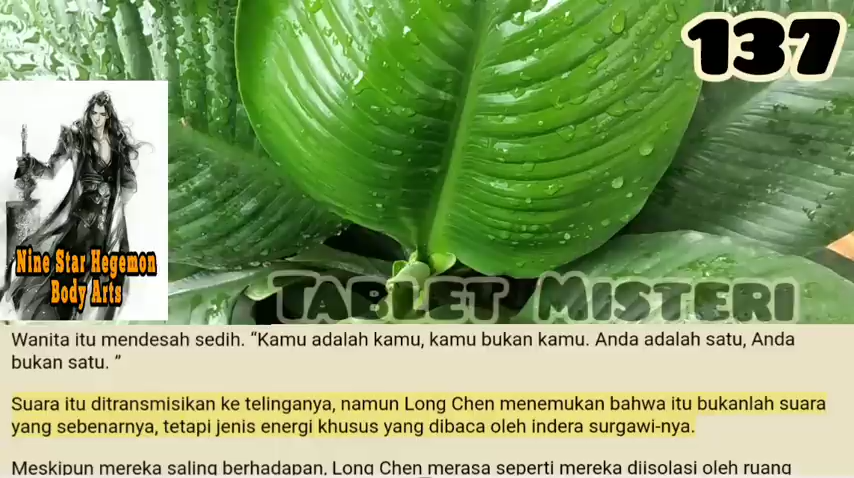 137
Nine Star Hegemon
Body Arts
TABLET MISTERI
Wanita itu mendesah sedih. “Kamu adalah kamu, kamu bukan kamu. Anda adalah satu, Anda
bukan satu. ”
Suara itu ditransmisikan ke telinganya, namun Long Chen menemukan bahwa itu bukanlah suara
yang sebenarnya, tetapi jenis energi khusus yang dibaca oleh indera surgawi-nya.
Meskipun mereka saling berhadapan, Long Chen merasa seperti mereka diisolasi oleh ruang